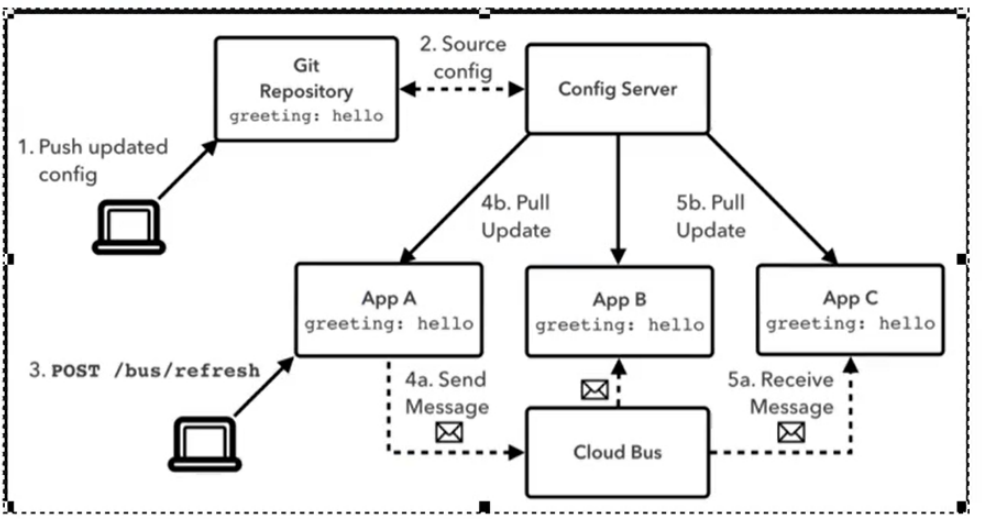 2. Source
config
Git
Repository
greeting: hello
Config Server
1. Push updated
config
4b. Pull
Update
5b. Pull
Update
App A
greeting: hello
App B
greeting: hello
App C
greeting: hello
3. POST /bus/refresh
4a. Send
Message
5a. Receive
Message
Cloud Bus